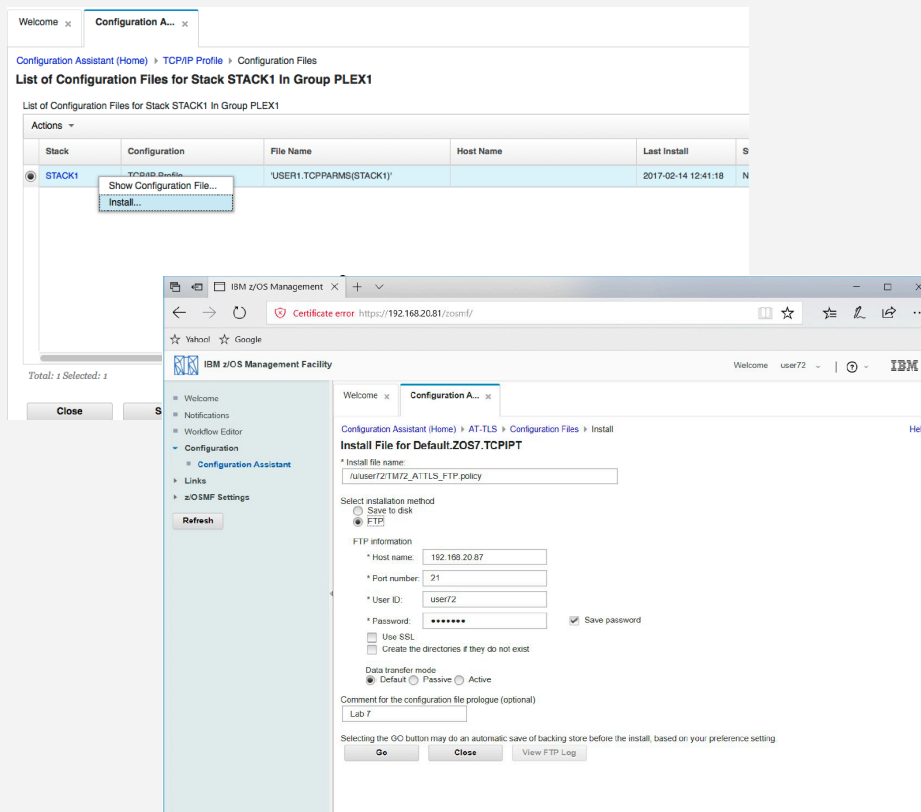 Welcome x Configuration A... x
Configuration Assistant (Home) TCP/IP Profile Configuration Files
List of Configuration Files for Stack STACK1 In Group PLEX1
List of Configuration Files for Stack STACK1 In Group PLEX1
Actions
Stack Configuration File Name Host Name Last Install S
STACK1 TCP/IP Profile 'USER1.TCPPARMS(STACK1)' 2017-02-14 12:41:18 N
Show Configuration File...
Install...
Total: 1 Selected: 1
Close S
IBM z/OS Management
Certificate error https://192.168.20.81/zosmf/
Yahoo! Google
IBM z/OS Management Facility
Welcome user72 IBM
Welcome
Notifications
Workflow Editor
Configuration
Configuration Assistant
Links
z/OSMF Settings
Refresh
Welcome x Configuration A... x
Configuration Assistant (Home) AT-TLS Configuration Files Install Hel
Install File for Default.ZOS7.TCPIPT
* Install file name:
/u/user72/TM72_ATTLS_FTP.policy
Select installation method
Save to disk
FTP
FTP information
* Host name: 192.168.20.87
* Port number: 21
* User ID: user72
* Password: ••••••• Save password
Use SSL
Create the directories if they do not exist
Data transfer mode
Default Passive Active
Comment for the configuration file prologue (optional)
Lab 7
Selecting the GO button may do an automatic save of backing store before the install, based on your preference setting.
Go Close View FTP Log